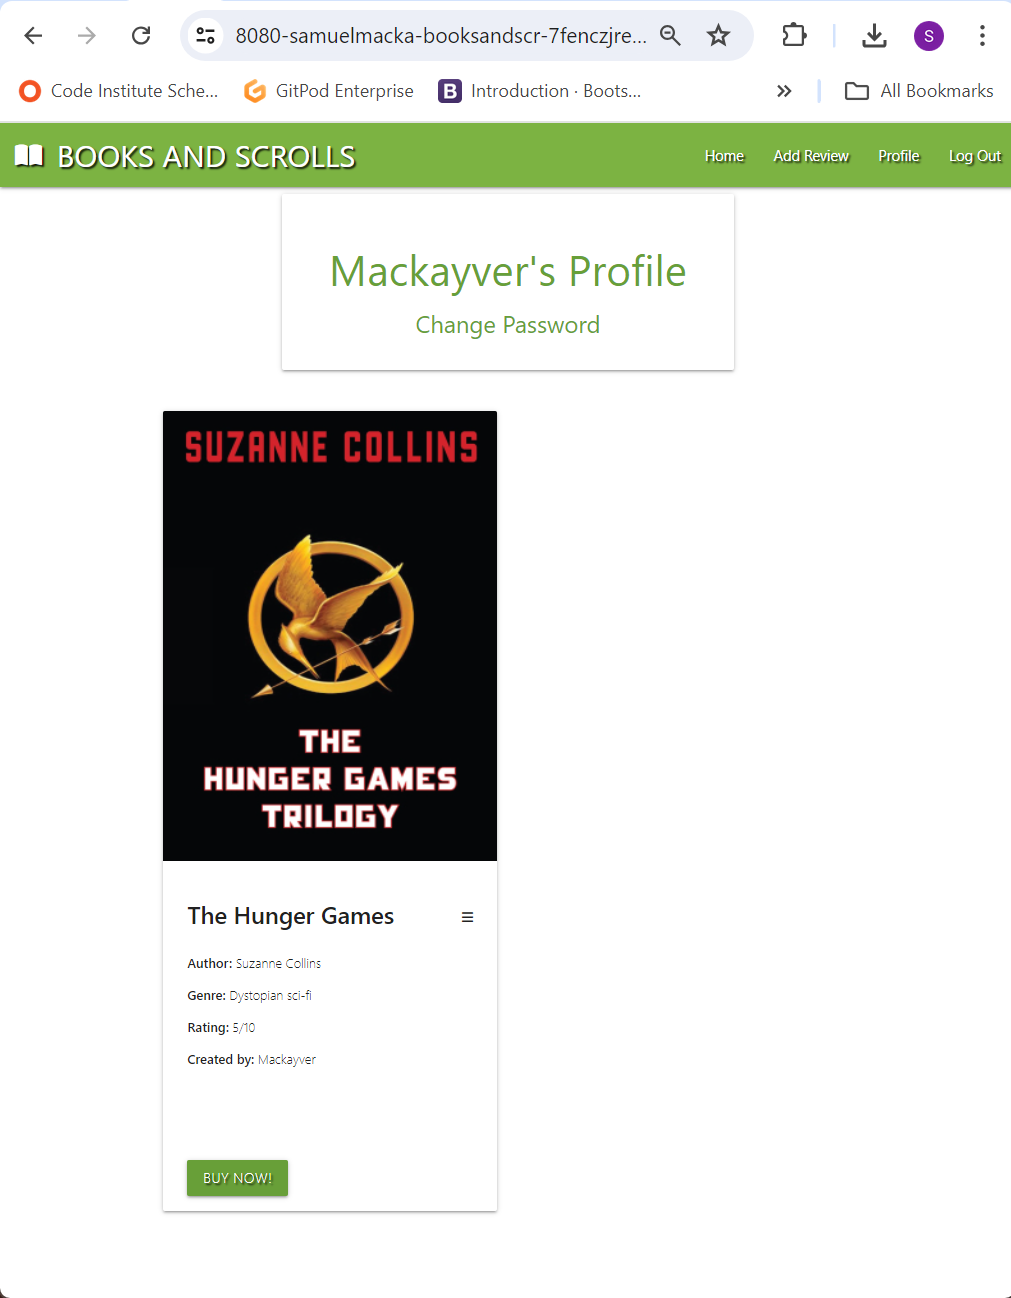 8080-samuelmacka-booksandscr-7fenczjre...
S
Code Institute Sche...
GitPod Enterprise
B
Introduction · Boots...
All Bookmarks
BOOKS AND SCROLLS
Home
Add Review
Profile
Log Out
Mackayver's Profile
Change Password
SUZANNE COLLINS
THE
HUNGER GAMES
TRILOGY
The Hunger Games
Author: Suzanne Collins
Genre: Dystopian sci-fi
Rating: 5/10
Created by: Mackayver
BUY NOW!